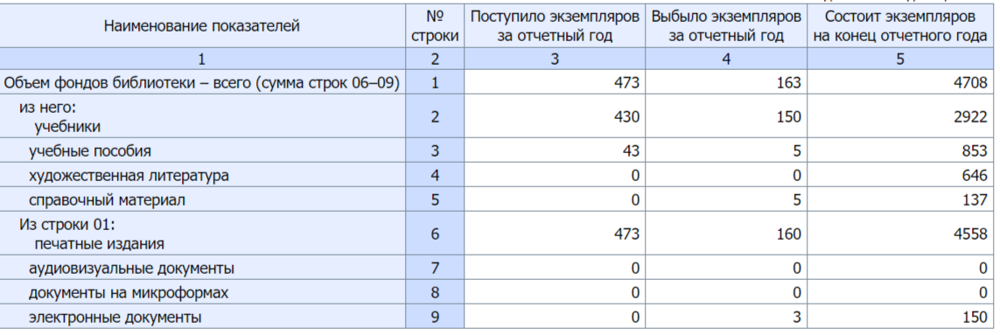 Наименование показателей № строки Поступило экземпляров за отчетный год Выбыло экземпляров за отчетный год Состоит экземпляров на конец отчетного года
1 2 3 4 5
Объем фондов библиотеки – всего (сумма строк 06–09) 1 473 163 4708
из него:
учебники 2 430 150 2922
учебные пособия 3 43 5 853
художественная литература 4 0 0 646
справочный материал 5 0 5 137
Из строки 01:
печатные издания 6 473 160 4558
аудиовизуальные документы 7 0 0 0
документы на микроформах 8 0 0 0
электронные документы 9 0 3 150